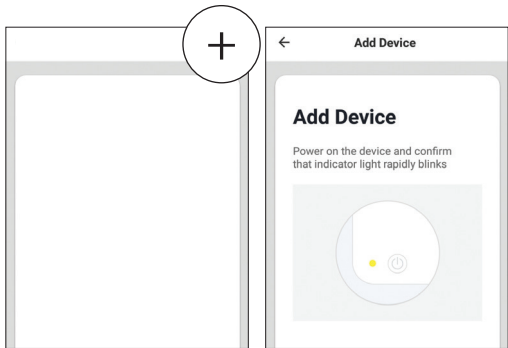 Add Device
Add Device
Power on the device and confirm
that indicator light rapidly blinks